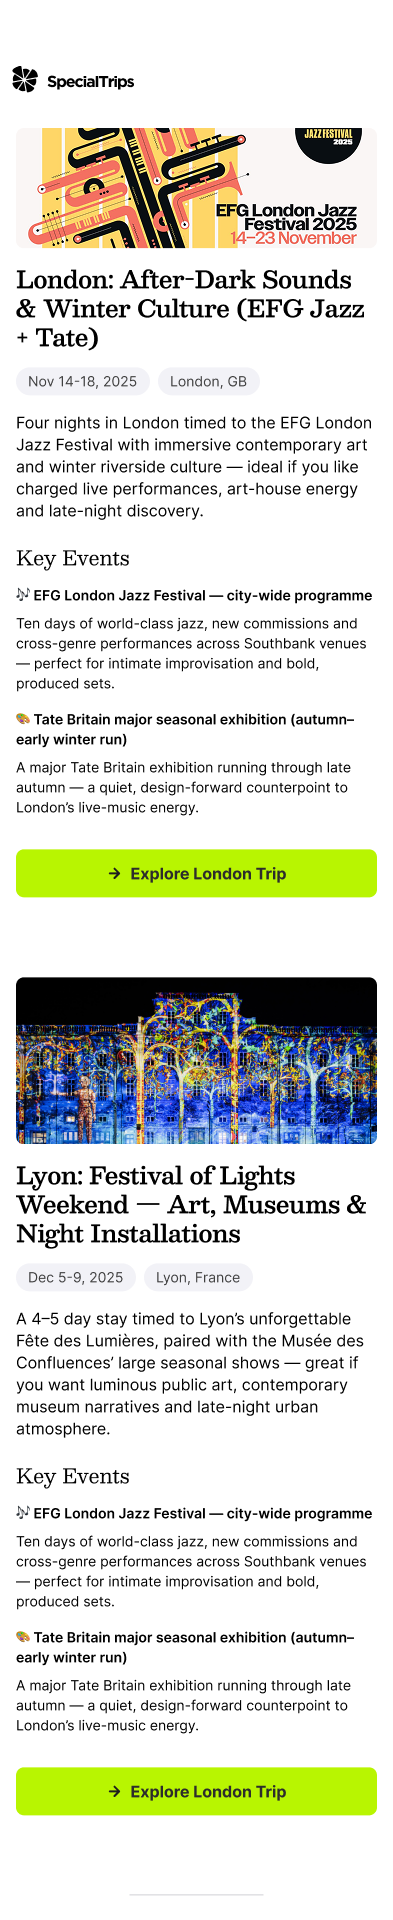 SpecialTrips
JAZZ FESTIVAL
2025
EFG London Jazz
Festival 2025
14–23 November
London: After-Dark Sounds
& Winter Culture (EFG Jazz
+ Tate)
Nov 14-18, 2025
London, GB
Four nights in London timed to the EFG London
Jazz Festival with immersive contemporary art
and winter riverside culture — ideal if you like
charged live performances, art-house energy
and late-night discovery.
Key Events
🎶 EFG London Jazz Festival — city-wide programme
Ten days of world-class jazz, new commissions and
cross-genre performances across Southbank venues
— perfect for intimate improvisation and bold,
produced sets.
🎨 Tate Britain major seasonal exhibition (autumn–
early winter run)
A major Tate Britain exhibition running through late
autumn — a quiet, design-forward counterpoint to
London’s live-music energy.
→ Explore London Trip
Lyon: Festival of Lights
Weekend — Art, Museums &
Night Installations
Dec 5-9, 2025
Lyon, France
A 4–5 day stay timed to Lyon’s unforgettable
Fête des Lumières, paired with the Musée des
Confluences’ large seasonal shows — great if
you want luminous public art, contemporary
museum narratives and late-night urban
atmosphere.
Key Events
🎶 EFG London Jazz Festival — city-wide programme
Ten days of world-class jazz, new commissions and
cross-genre performances across Southbank venues
— perfect for intimate improvisation and bold,
produced sets.
🎨 Tate Britain major seasonal exhibition (autumn–
early winter run)
A major Tate Britain exhibition running through late
autumn — a quiet, design-forward counterpoint to
London’s live-music energy.
→ Explore London Trip